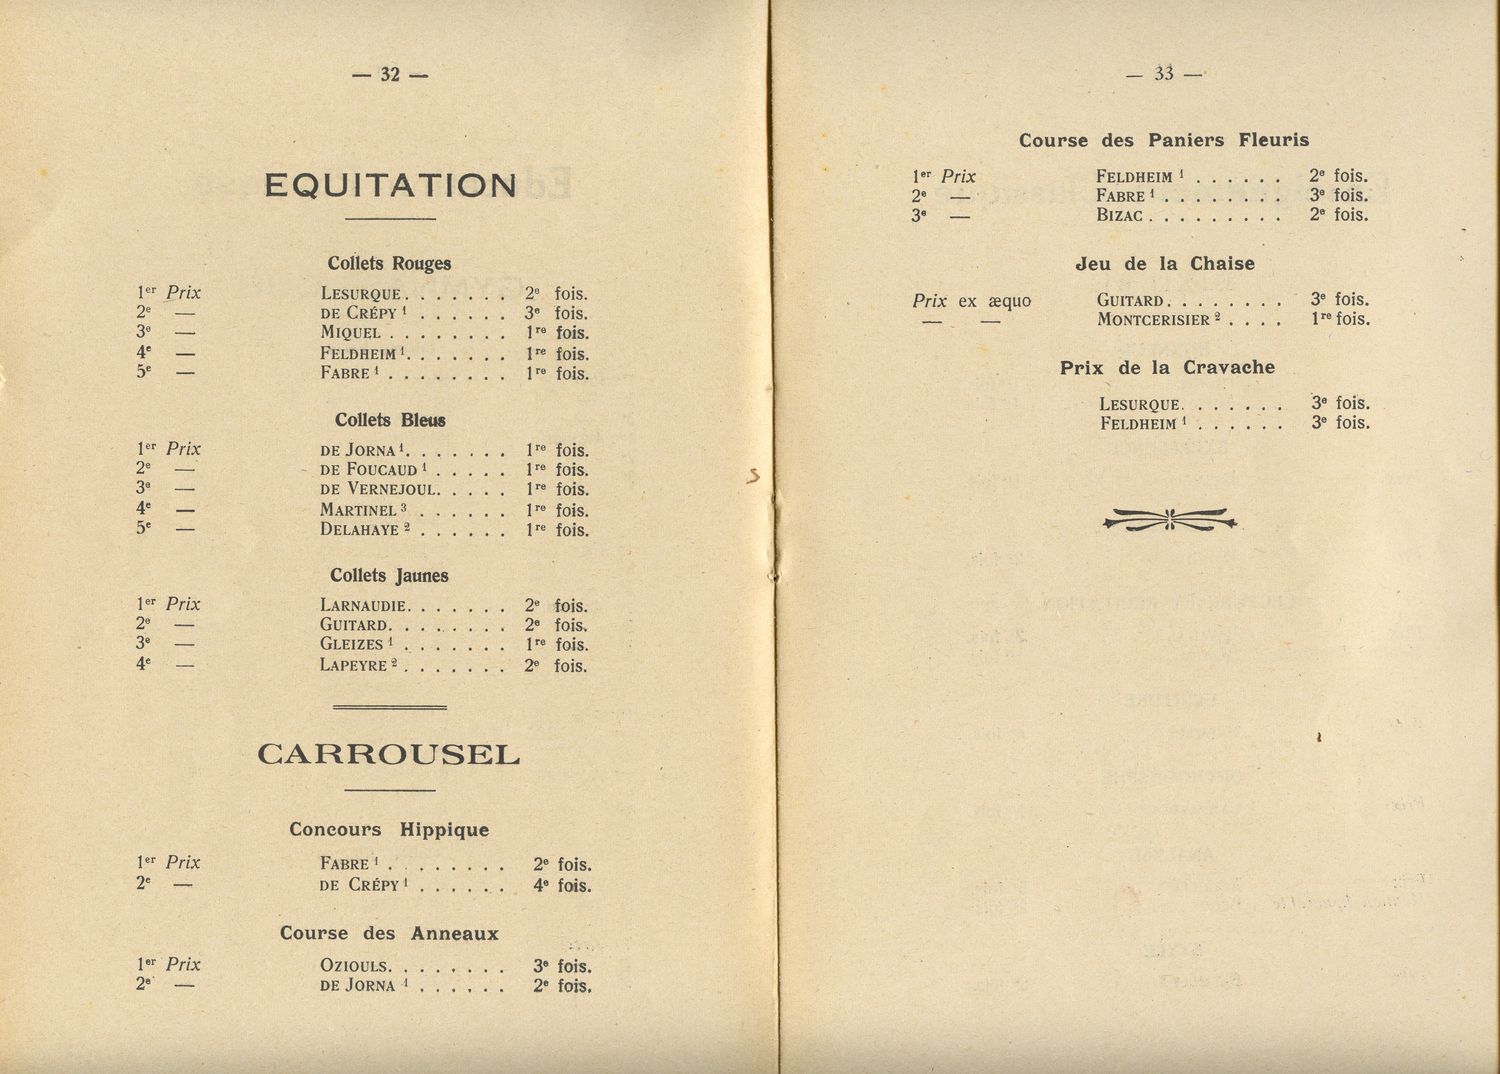 — 32 —
EQUITATION
Collets Rouges
1er Prix LESURQUE. . . . . . . 2e fois.
2e — DE CRÉPY 1 . . . . . . 3e fois.
3e — MIQUEL . . . . . . . . 1re fois.
4e — FELDHEIM 1. . . . . . . 1re fois.
5e — FABRE 1 . . . . . . . . 1re fois.
Collets Bleus
1er Prix DE JORNA 1. . . . . . . 1re fois.
2e — DE FOUCAUD 1 . . . . . 1re fois.
3e — DE VERNEJOUL. . . . . 1re fois.
4e — MARTINEL 3 . . . . . . 1re fois.
5e — DELAHAYE 2 . . . . . . 1re fois.
Collets Jaunes
1er Prix LARNAUDIE. . . . . . . 2e fois.
2e — GUITARD. . . . . . . . 2e fois.
3e — GLEIZES 1 . . . . . . . 1re fois.
4e — LAPEYRE 2 . . . . . . . 2e fois.
CARROUSEL
Concours Hippique
1er Prix FABRE 1 . . . . . . . . 2e fois.
2e — DE CRÉPY 1 . . . . . . 4e fois.
Course des Anneaux
1er Prix OZIOULS. . . . . . . . 3e fois.
2e — DE JORNA 1 . . . . . . 2e fois.
— 33 —
Course des Paniers Fleuris
1er Prix FELDHEIM 1 . . . . . . 2e fois.
2e — FABRE 1 . . . . . . . . 3e fois.
3e — BIZAC . . . . . . . . . 2e fois.
Jeu de la Chaise
Prix ex æquo GUITARD. . . . . . . . 3e fois.
— — MONTCERISIER 2 . . . . 1re fois.
Prix de la Cravache
LESURQUE. . . . . . . 3e fois.
FELDHEIM 1 . . . . . . 3e fois.